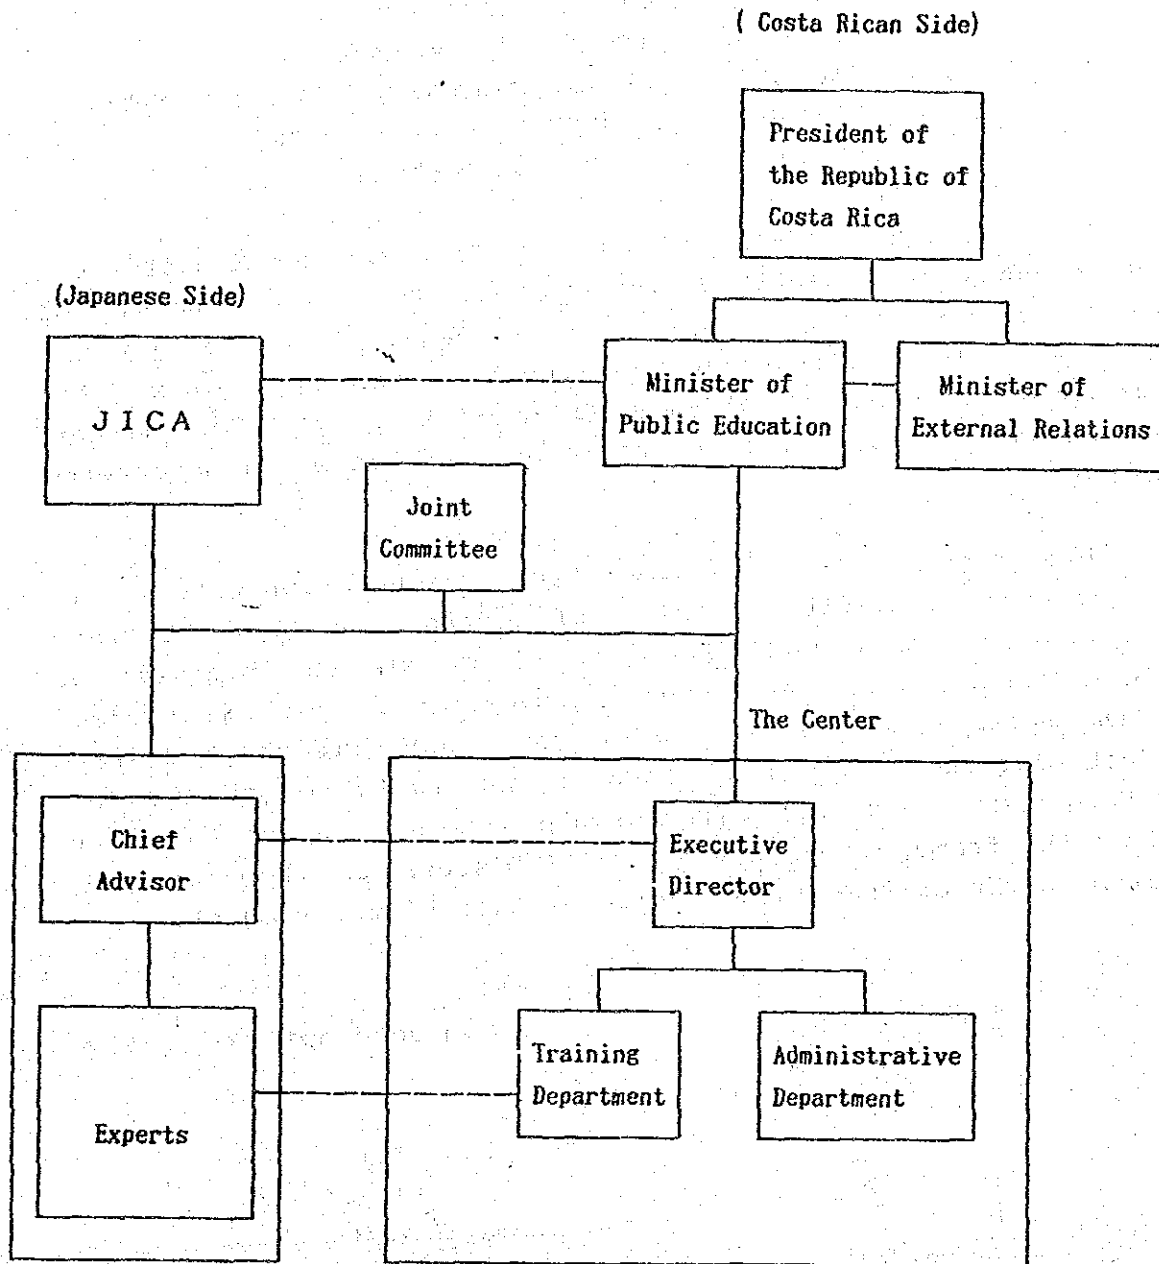 ( Costa Rican Side)
President of
the Republic of
Costa Rica
(Japanese Side)
JICA
Minister of
Public Education
Minister of
External Relations
Joint
Committee
The Center
Chief
Advisor
Executive
Director
Training
Department
Administrative
Department
Experts